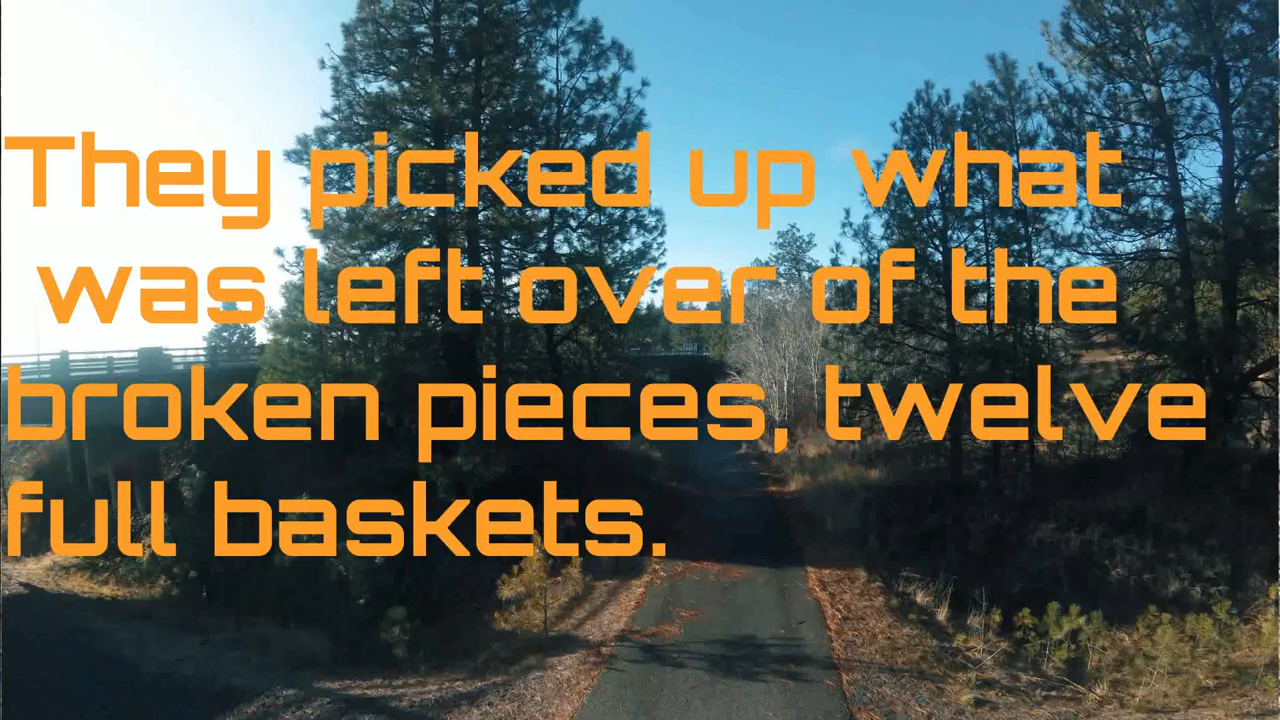 They picked up what
was left over of the
broken pieces, twelve
full baskets.